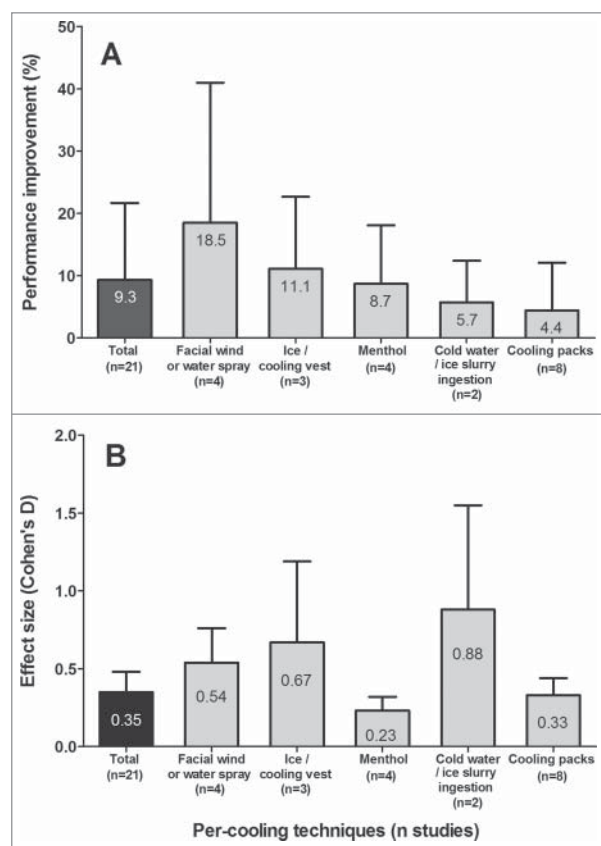 A
Performance improvement (%)
50
40
30
20
10
0
9.3
18.5
11.1
8.7
5.7
4.4
Total
(n=21)
Facial wind
or water spray
(n=4)
Ice /
cooling vest
(n=3)
Menthol
(n=4)
Cold water
/ ice slurry
ingestion
(n=2)
Cooling packs
(n=8)
B
Effect size (Cohen's D)
2.0
1.5
1.0
0.5
0.0
0.35
0.54
0.67
0.23
0.88
0.33
Total
(n=21)
Facial wind
or water spray
(n=4)
Ice /
cooling vest
(n=3)
Menthol
(n=4)
Cold water
/ ice slurry
ingestion
(n=2)
Cooling packs
(n=8)
Per-cooling techniques (n studies)